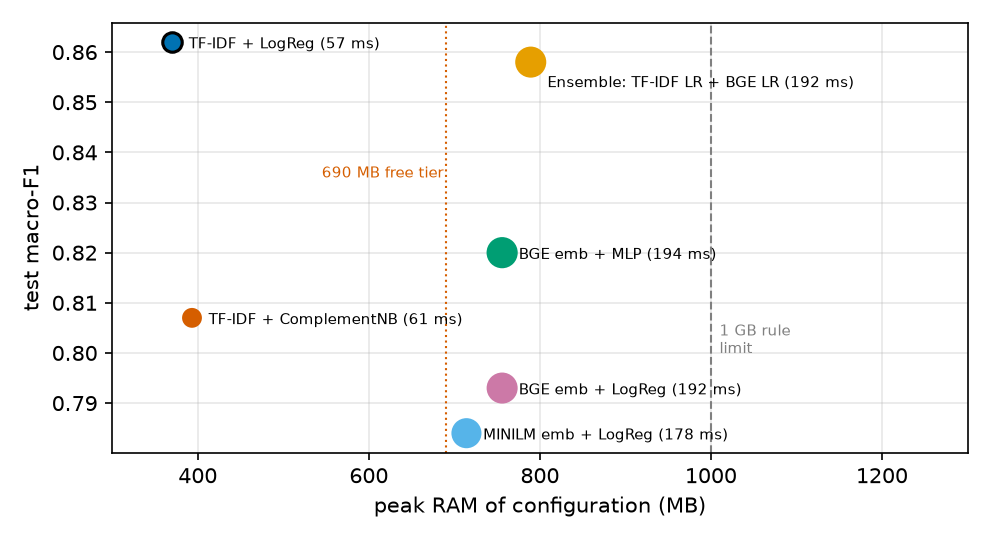 0.86
0.85
0.84
0.83
0.82
0.81
0.80
0.79
test macro-F1
TF-IDF + LogReg (57 ms)
Ensemble: TF-IDF LR + BGE LR (192 ms)
690 MB free tier
BGE emb + MLP (194 ms)
TF-IDF + ComplementNB (61 ms)
1 GB rule
limit
BGE emb + LogReg (192 ms)
MINILM emb + LogReg (178 ms)
400
600
800
1000
1200
peak RAM of configuration (MB)